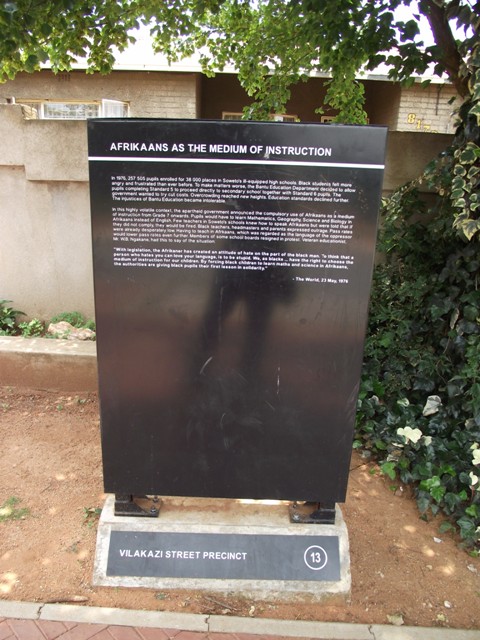 AFRIKAANS AS THE MEDIUM OF INSTRUCTION
In 1976, 257 505 pupils enrolled for 38 000 places in Soweto's ill-equipped high schools. Black students felt more
angry and frustrated than ever before. To make matters worse, the Bantu Education Department decided to allow
pupils completing Standard 5 to proceed directly to secondary school together with Standard 6 pupils. The
government wanted to cut costs. Overcrowding reached new heights. Education standards declined further.
The injustices of Bantu Education became intolerable.
In this highly volatile context, the apartheid government announced the compulsory use of Afrikaans as a medium
of instruction from Grade 7 onwards. Pupils would have to learn Mathematics, Geography, Science and Biology in
Afrikaans instead of English. Few teachers in Soweto's schools knew how to speak Afrikaans but were told that if
they did not comply, they would be fired. Black teachers, headmasters and parents expressed outrage. Pass rates
were already desperately low. Having to teach in Afrikaans, which was regarded as the language of the oppressor
would lower pass rates even further. Members of some school boards resigned in protest. Veteran educationist,
Mr. W.B. Ngakane, had this to say of the situation:
"With legislation, the Afrikaner has created an attitude of hate on the part of the black man. To think that a
person who hates you can love your language, is to be stupid. We, as blacks ... have the right to choose the
medium of instruction for our children. By forcing black children to learn maths and science in Afrikaans,
the authorities are giving black pupils their first lesson in solidarity."
- The World, 23 May, 1976
VILAKAZI STREET PRECINCT 13